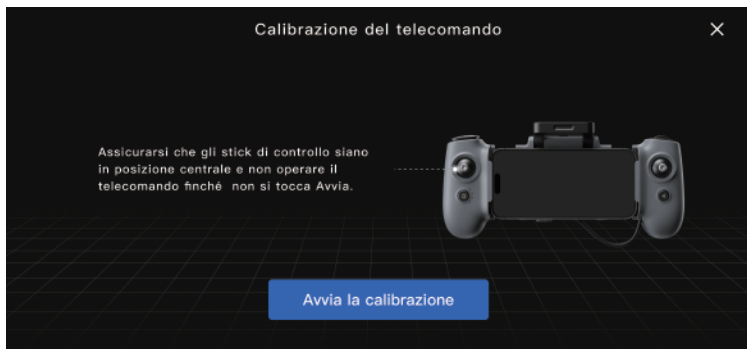 Calibrazione del telecomando
Assicurarsi che gli stick di controllo siano
in posizione centrale e non operare il
telecomando finché non si tocca Avvia.
Avvia la calibrazione